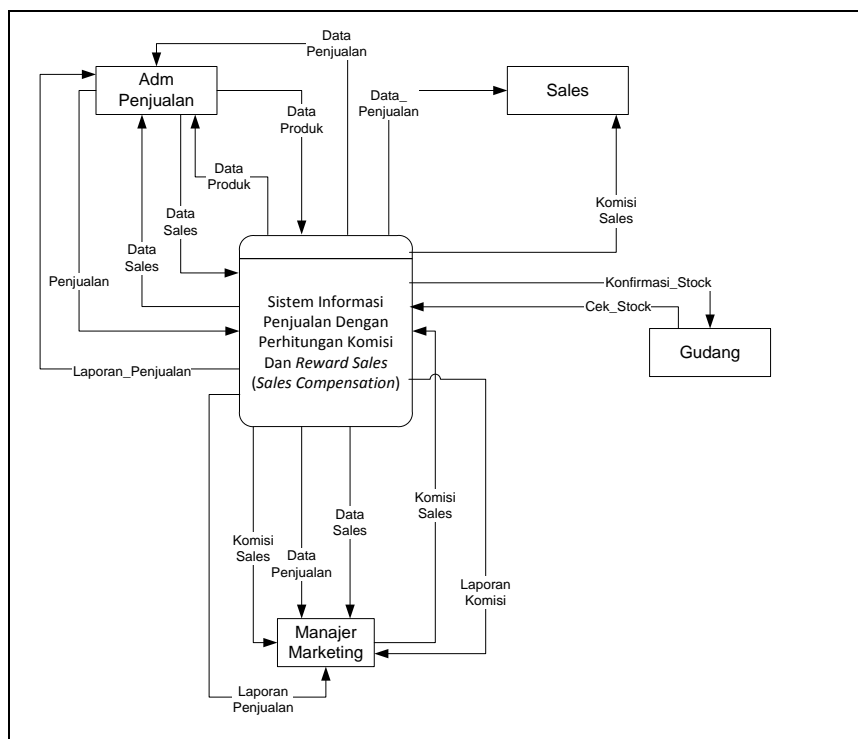 Data
Penjualan
Adm
Penjualan
Data_
Penjualan
Sales
Data
Produk
Data
Produk
Data
Sales
Data
Sales
Komisi
Sales
Penjualan
Konfirmasi_Stock
Cek_Stock
Sistem Informasi
Penjualan Dengan
Perhitungan Komisi
Dan Reward Sales
(Sales Compensation)
Gudang
Laporan_Penjualan
Komisi
Sales
Data
Penjualan
Data
Sales
Komisi
Sales
Laporan
Komisi
Manajer
Marketing
Laporan
Penjualan